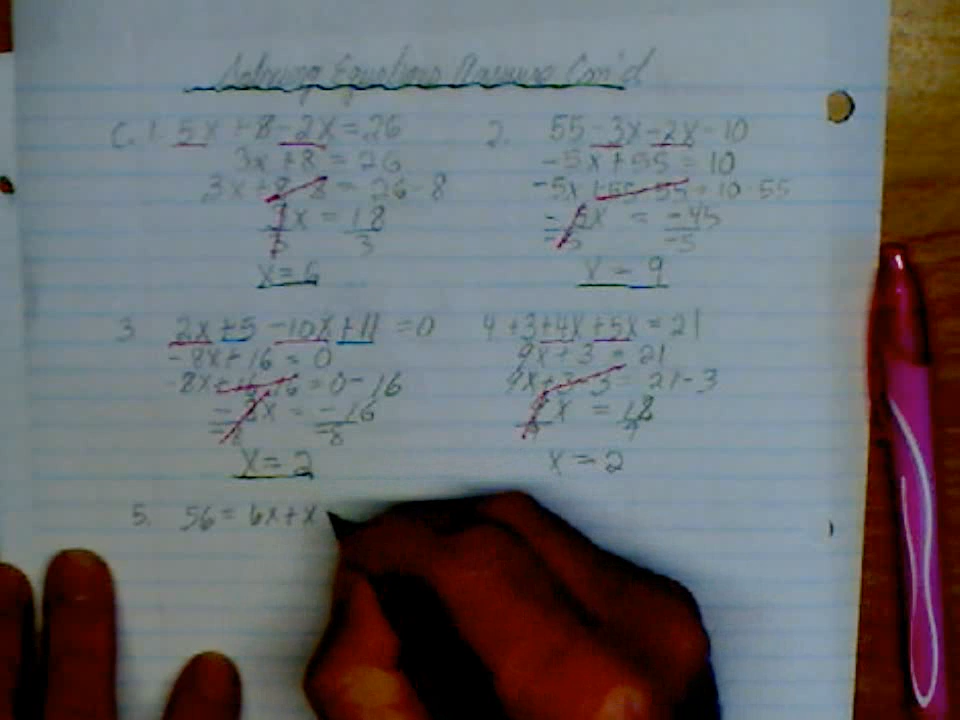 Solving Equations Con'd
C. 1. 5x + 8 - 2x = 26
3x + 8 = 26
3x + 8 - 8 = 26 - 8
3x = 18
3 3
x = 6
2. 55 - 3x - 2x = 10
-5x + 55 = 10
-5x + 55 - 55 = 10 - 55
-5x = -45
-5 -5
x = 9
3. 2x + 5 - 10x + 11 = 0
-8x + 16 = 0
-8x + 16 - 16 = 0 - 16
-8x = -16
-8 -8
x = 2
4 + 3 + 4x + 5x = 21
9x + 3 = 21
9x + 3 - 3 = 21 - 3
9x = 18
9 9
x = 2
5. 56 = 6x + x